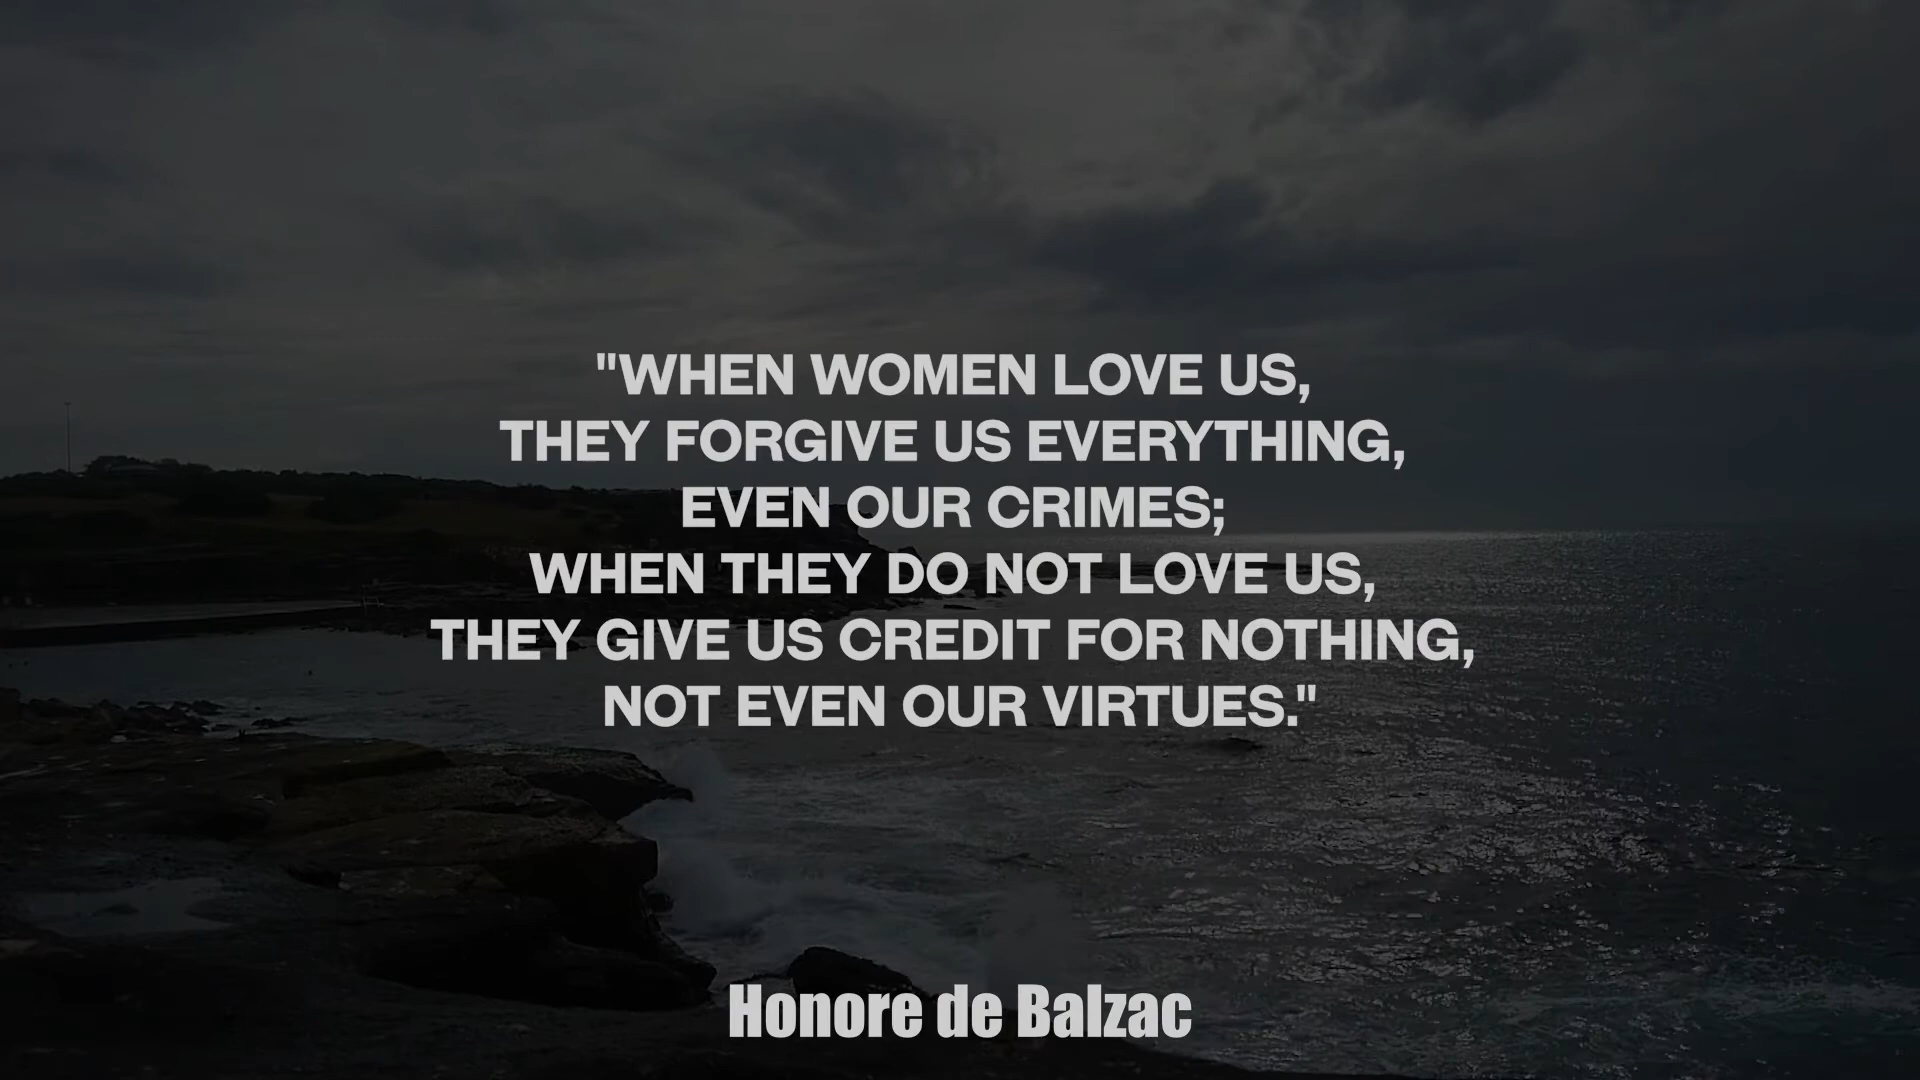 "WHEN WOMEN LOVE US,
THEY FORGIVE US EVERYTHING,
EVEN OUR CRIMES;
WHEN THEY DO NOT LOVE US,
THEY GIVE US CREDIT FOR NOTHING,
NOT EVEN OUR VIRTUES."
Honore de Balzac